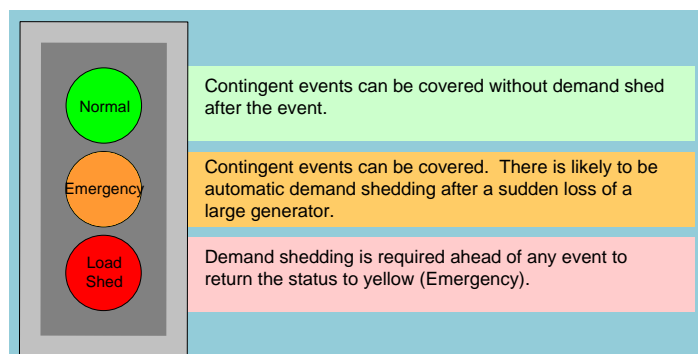 Normal
Contingent events can be covered without demand shed
after the event.
Emergency
Contingent events can be covered.  There is likely to be
automatic demand shedding after a sudden loss of a
large generator.
Load
Shed
Demand shedding is required ahead of any event to
return the status to yellow (Emergency).